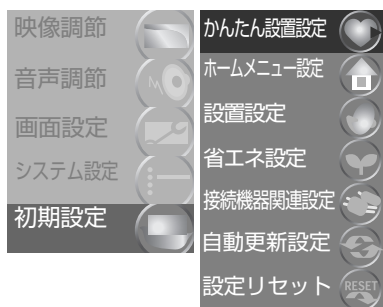 映像調節
音声調節
画面設定
システム設定
初期設定
かんたん設置設定
ホームメニュー設定
設置設定
省エネ設定
接続機器関連設定
自動更新設定
設定リセット
RESET